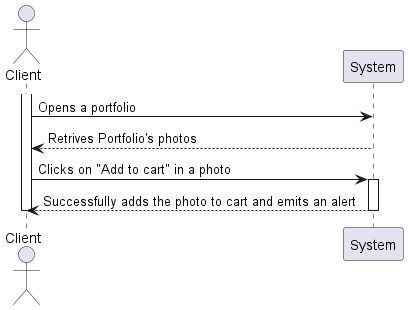 Client
System
Opens a portfolio
Retrives Portfolio's photos
Clicks on "Add to cart" in a photo
Successfully adds the photo to cart and emits an alert
Client
System